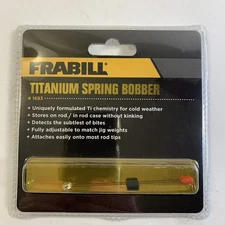 FRABILL
TITANIUM SPRING BOBBER
# 1683
• Uniquely formulated Ti chemistry for cold weather
• Stores on rod / in rod case without kinking
• Detects the subtlest of bites
• Fully adjustable to match jig weights
• Attaches easily onto most rod tips